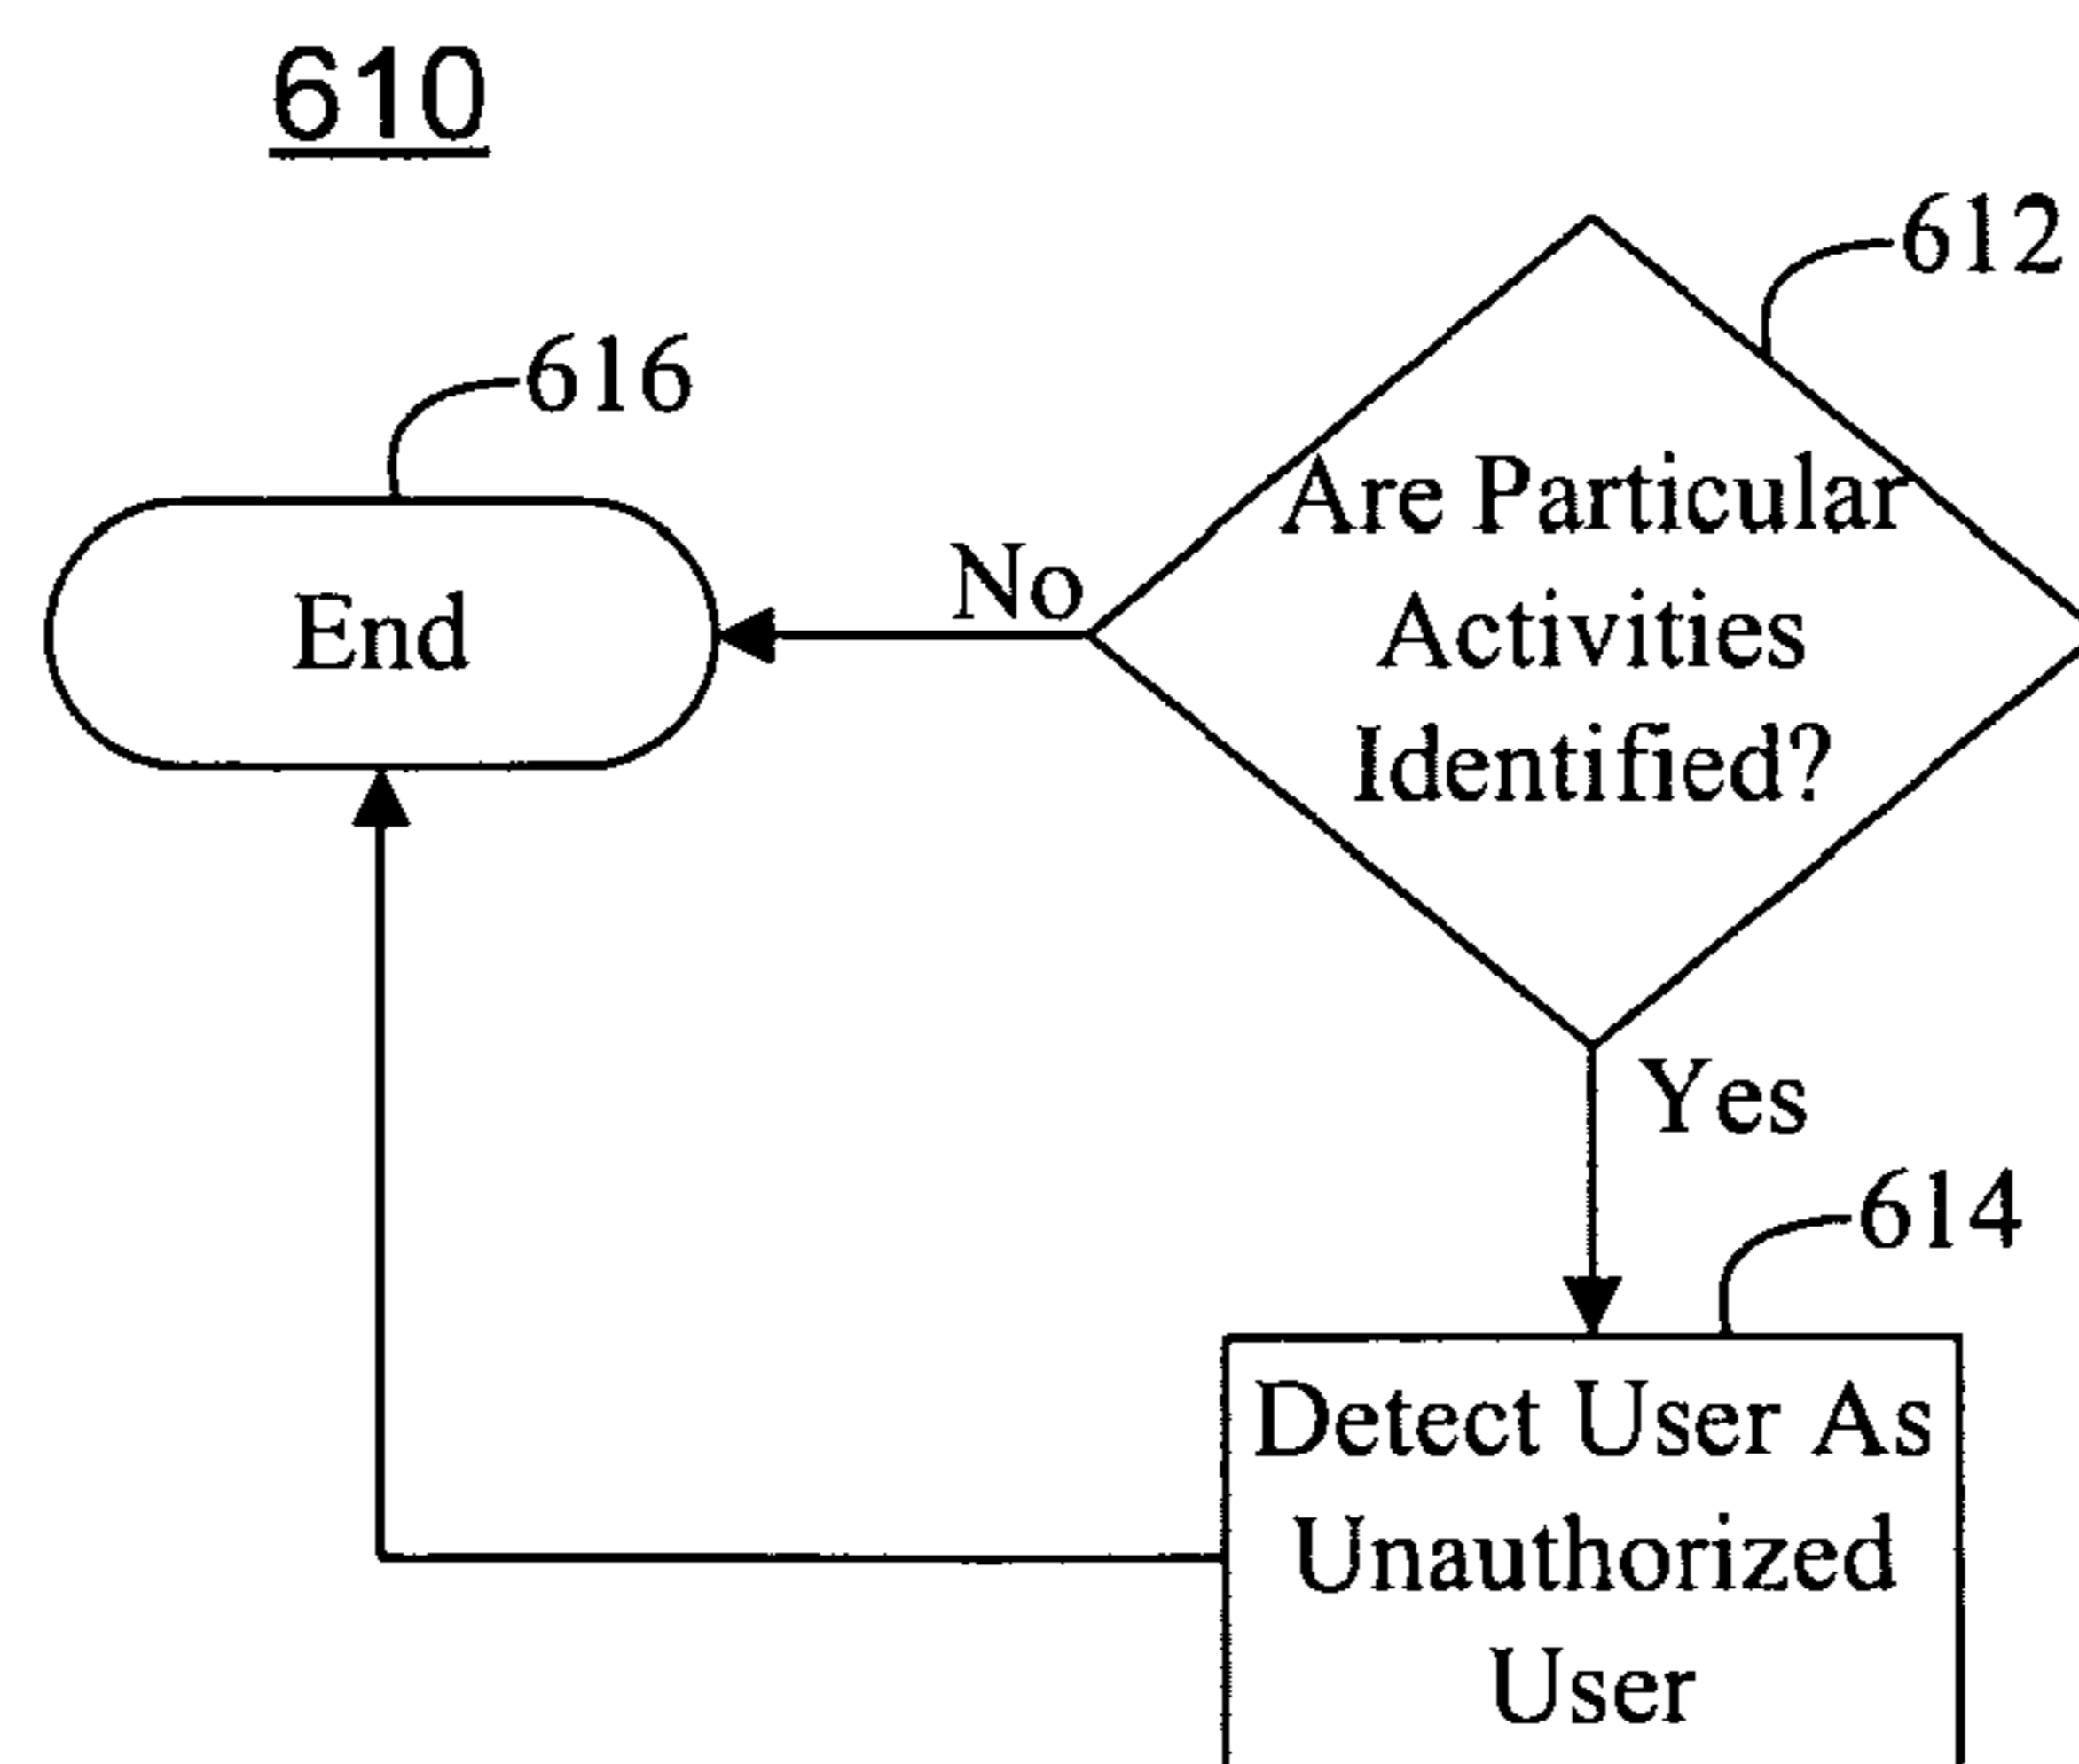 610
612
616
Are Particular
Activities
Identified?
No
End
Yes
614
Detect User As
Unauthorized
User